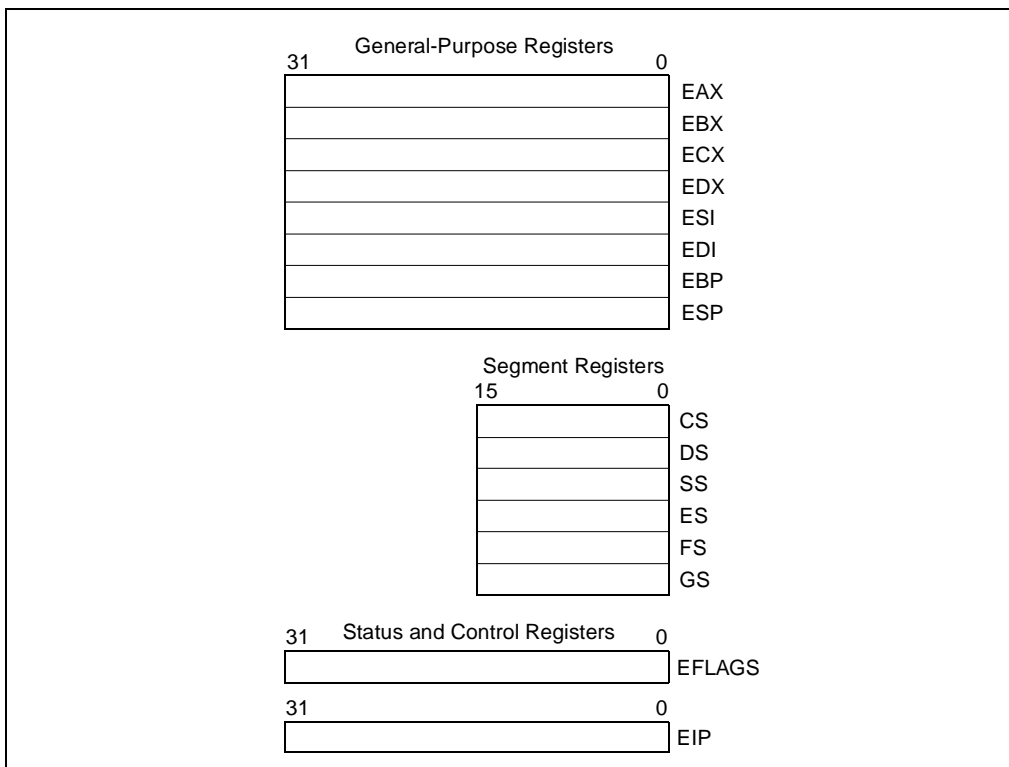 General-Purpose Registers
31 0
EAX
EBX
ECX
EDX
ESI
EDI
EBP
ESP
Segment Registers
15 0
CS
DS
SS
ES
FS
GS
31 Status and Control Registers 0
EFLAGS
31 0
EIP